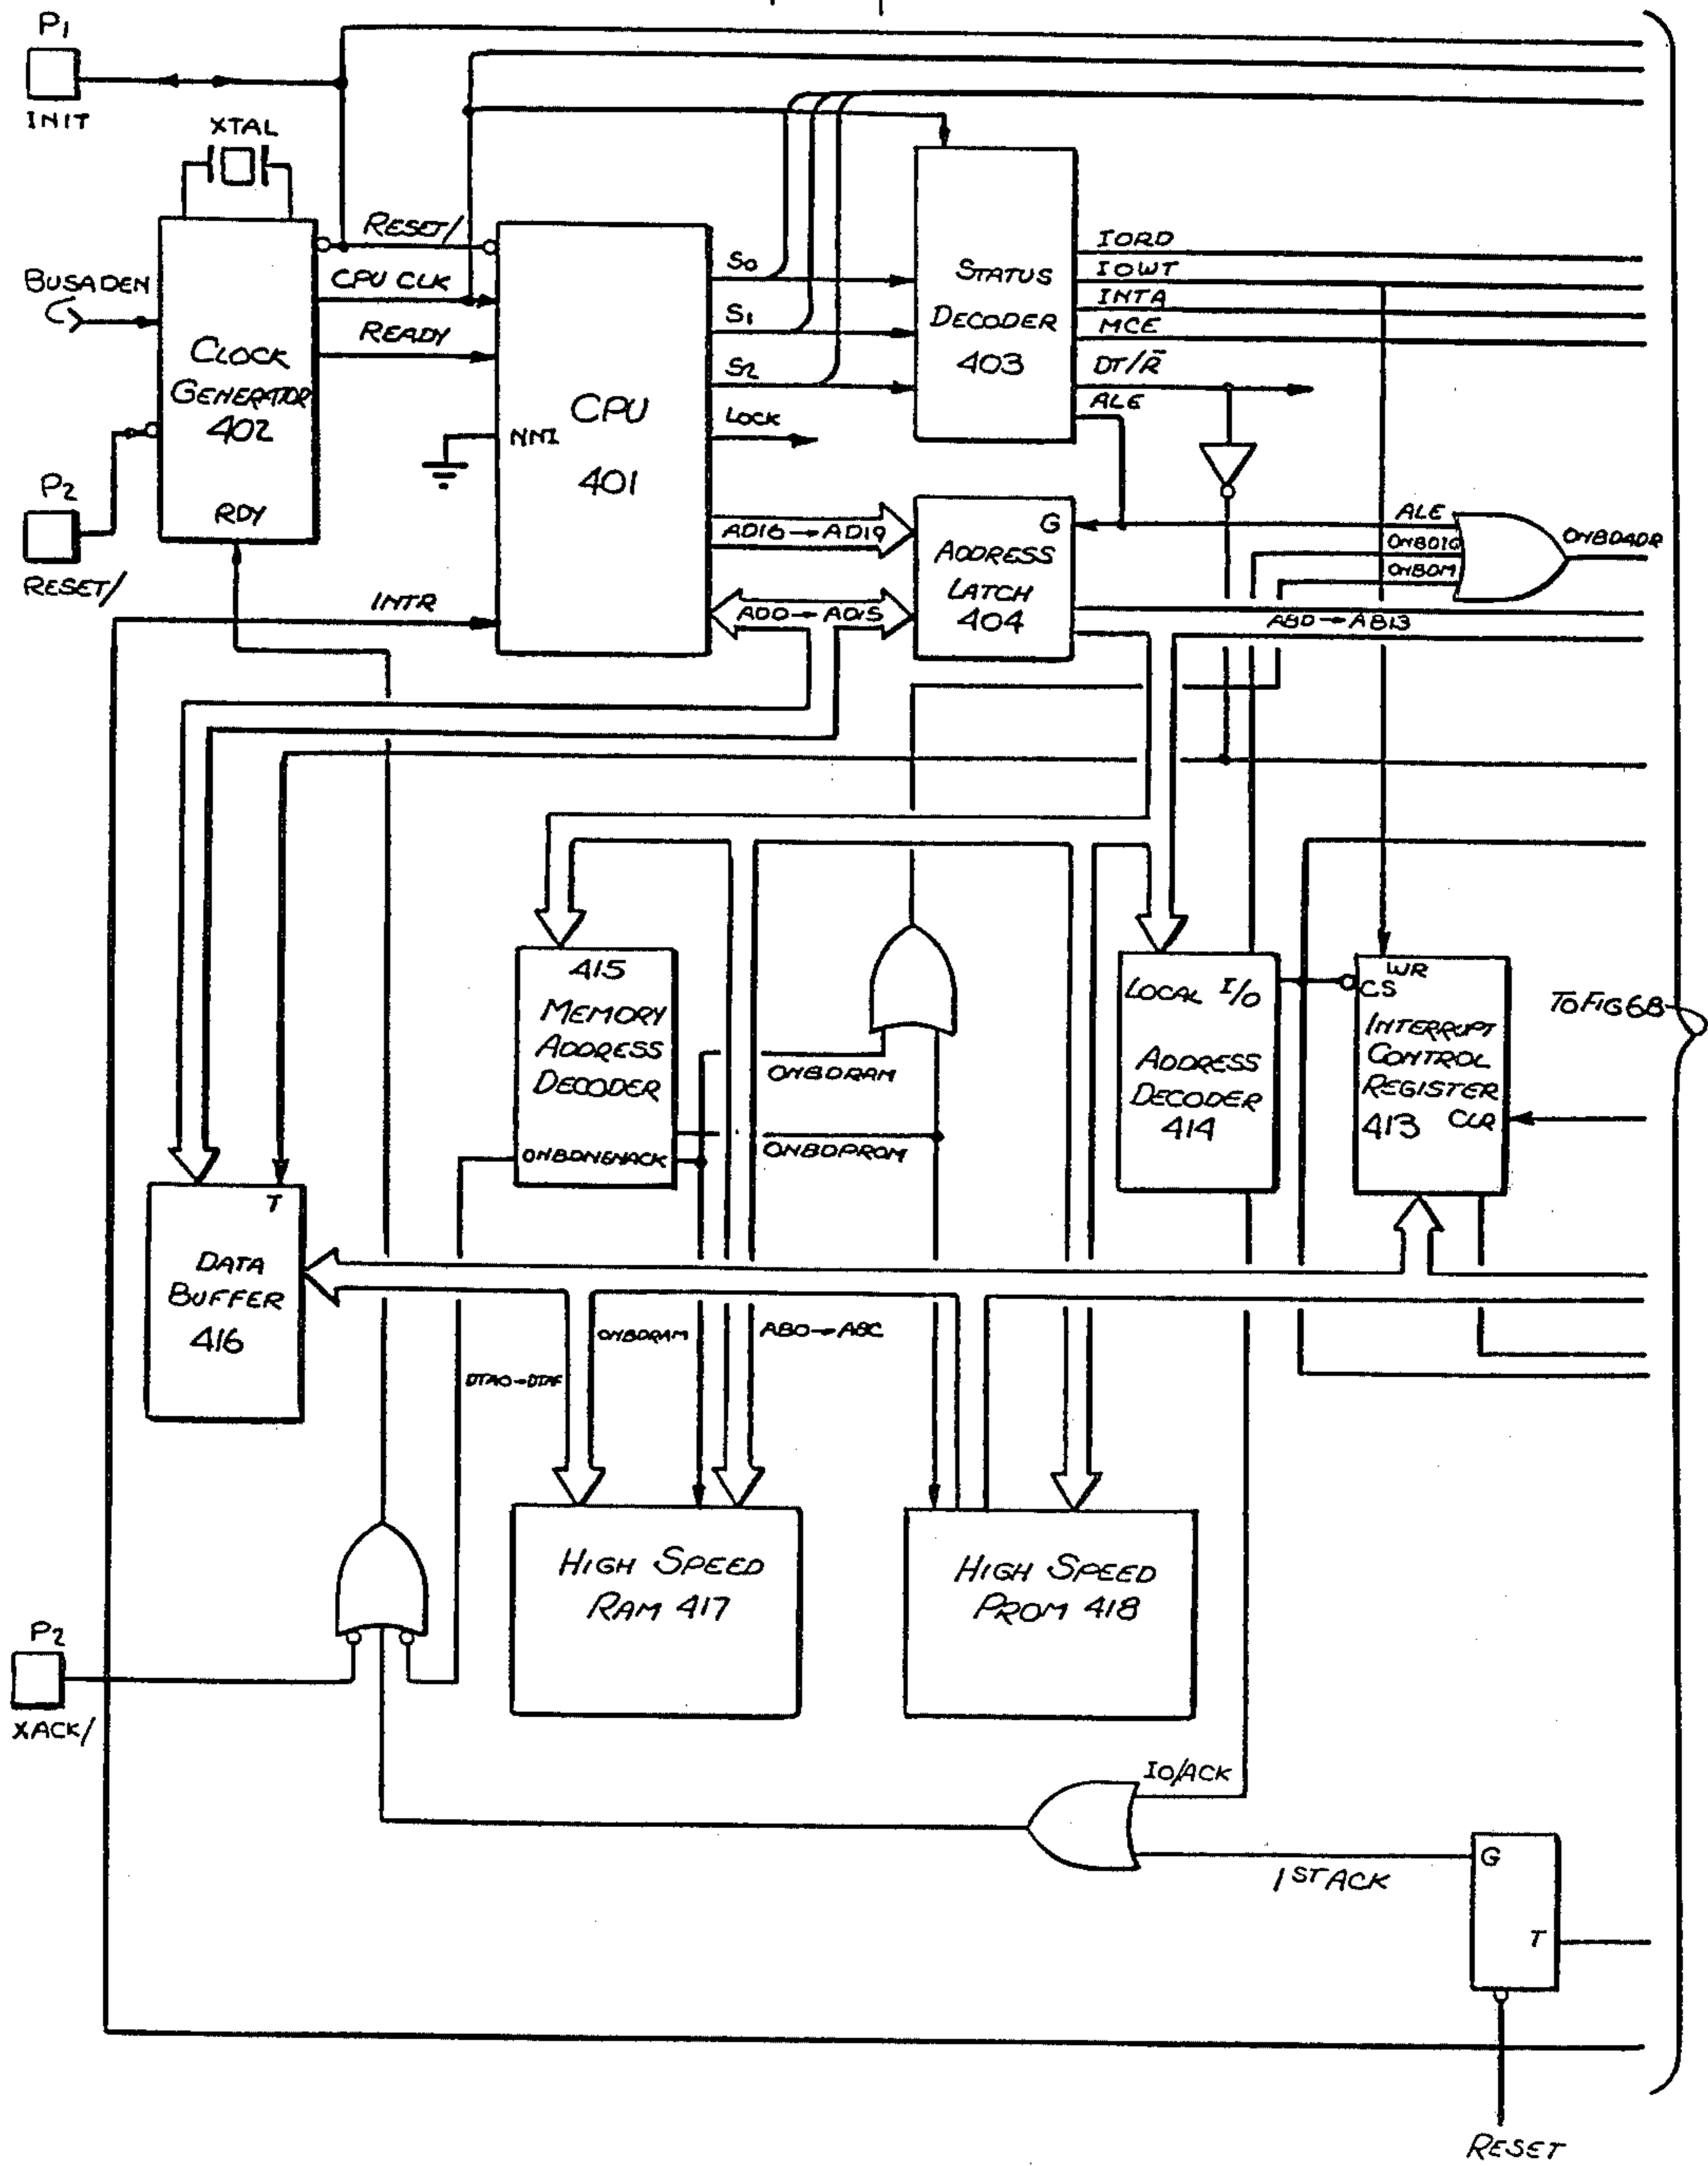 P1
INIT
XTAL
RESET/
CPU CLK
READY
BUSADEN
CLOCK
GENERATOR
402
RDY
P2
RESET/
INTR
CPU
401
NNI
S0
S1
S2
LOCK
AD16→AD19
AD0→AD15
STATUS
DECODER
403
IORD
IOWT
INTA
MCE
DT/R̄
ALE
G
ADDRESS
LATCH
404
ALE
ONBDIO
ONBDM
ONBDADR
AB0→AB13
415
MEMORY
ADDRESS
DECODER
ONBDMEMACK
ONBDRAM
ONBDPROM
LOCAL I/O
ADDRESS
DECODER
414
WR
CS
INTERRUPT
CONTROL
REGISTER
413 CLR
TO FIG 6B
T
DATA
BUFFER
416
DTA0→DTAF
ONBDRAM
AB0→ABC
HIGH SPEED
RAM 417
HIGH SPEED
PROM 418
P2
XACK/
IO/ACK
1STACK
G
T
RESET